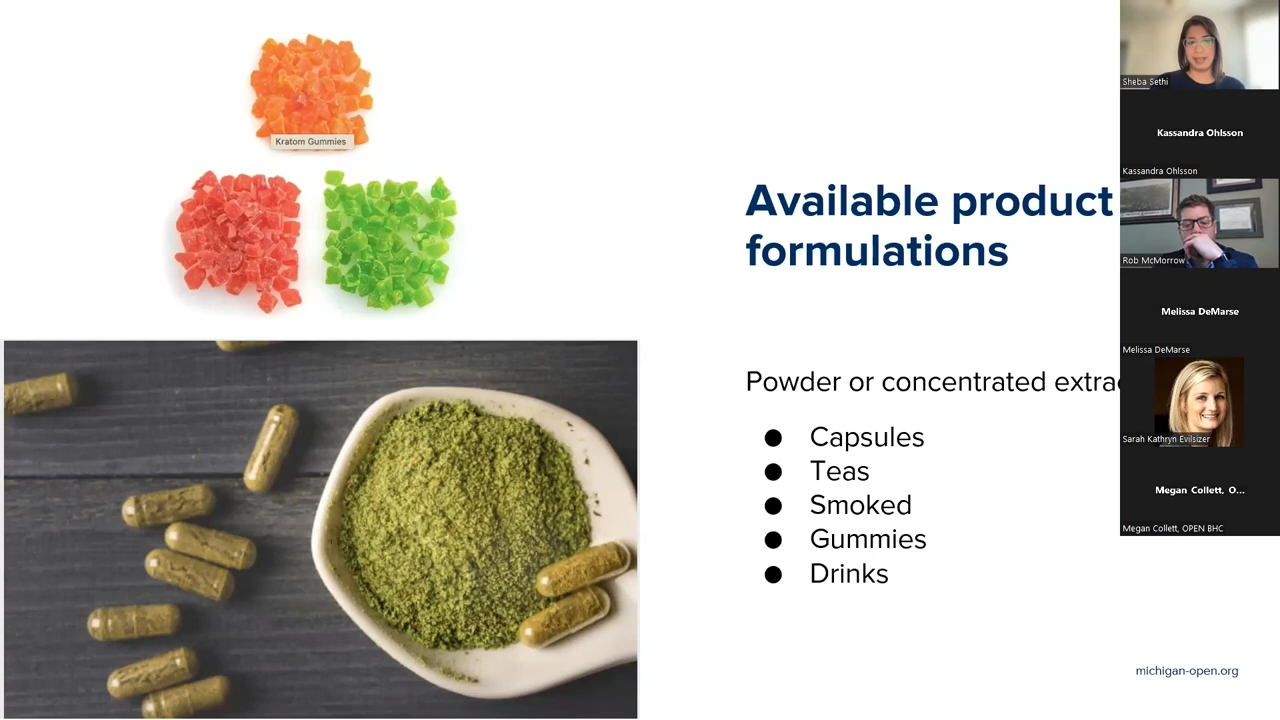 Kratom Gummies
Available product
formulations
Powder or concentrated
Capsules
Teas
Smoked
Gummies
Drinks
michigan-open.org
Sheba Sethi
Kassandra Ohlsson
Kassandra Ohlsson
Rob McMorrow
Melissa DeMarse
Melissa DeMarse
Sarah Kathryn Evilsizer
Megan Collett, O...
Megan Collett, OPEN BHC